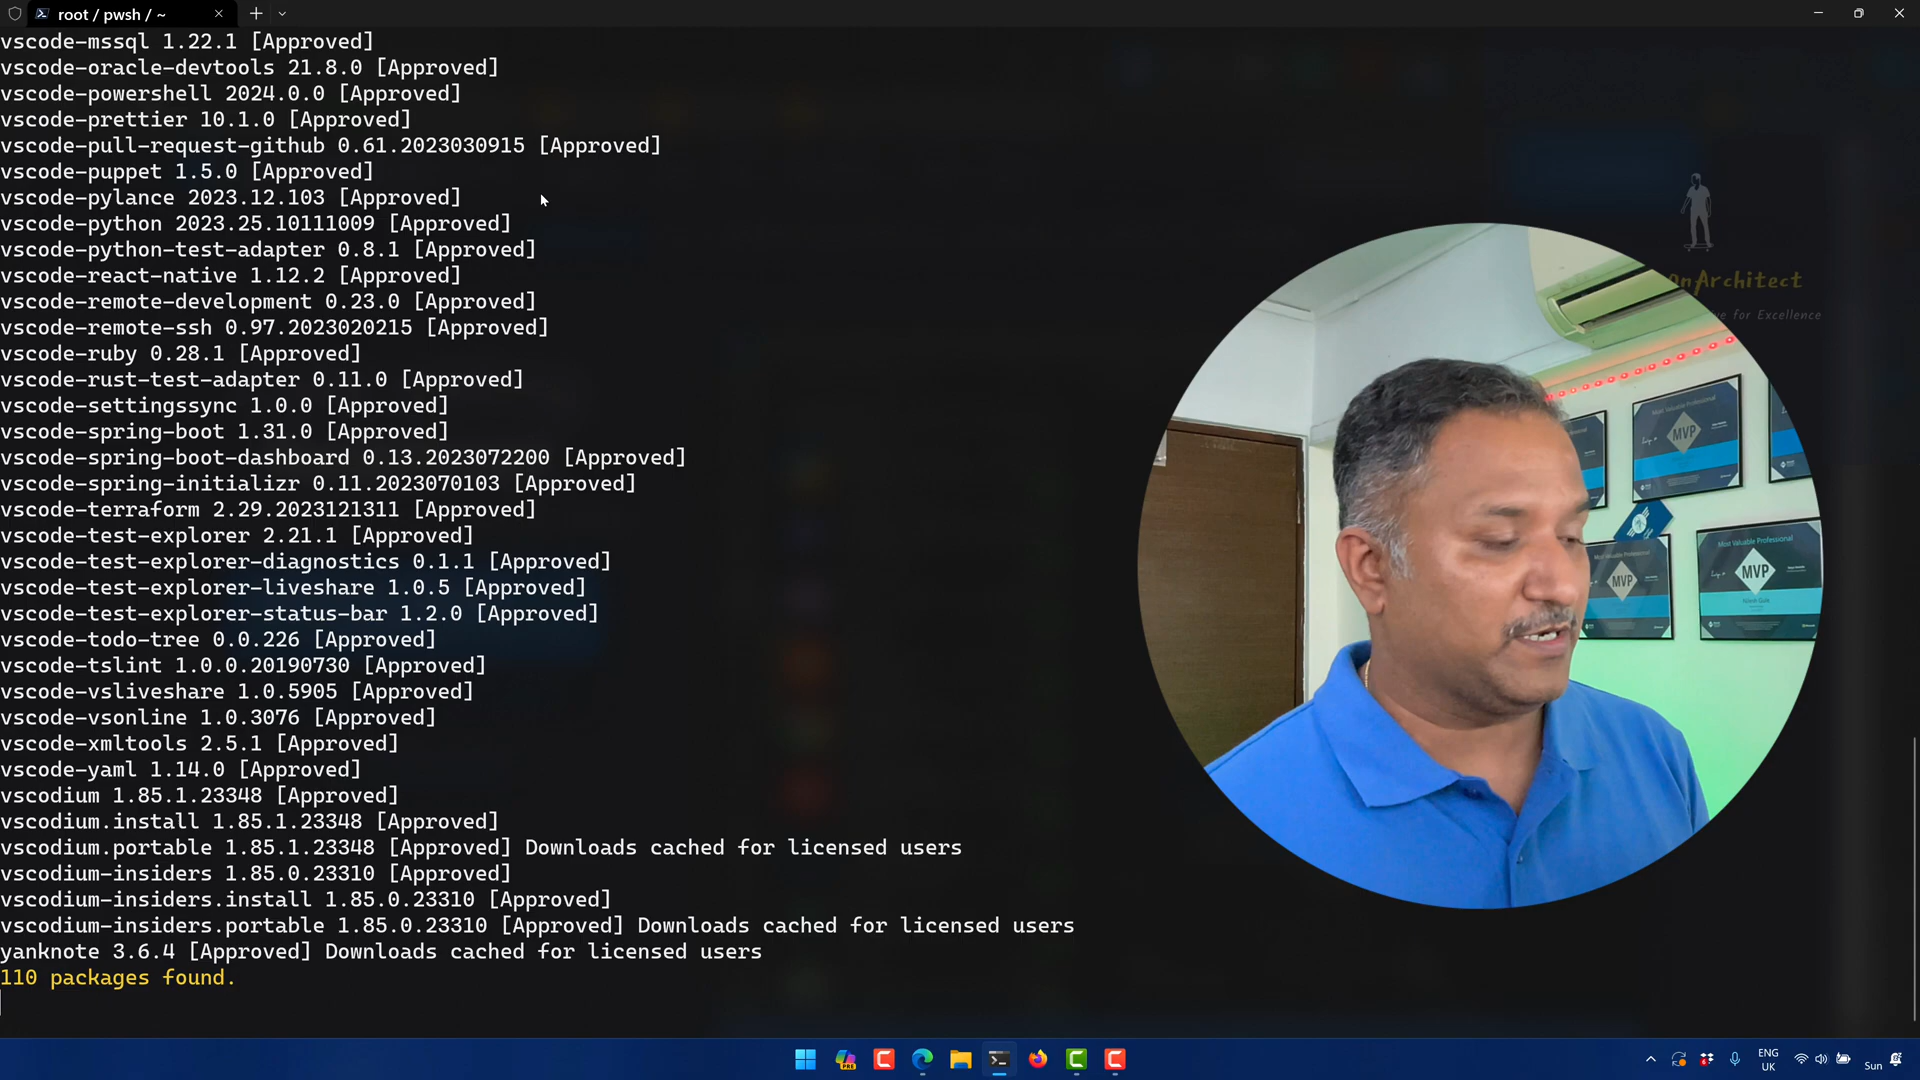 root / pwsh / ~
vscode-mssql 1.22.1 [Approved]
vscode-oracle-devtools 21.8.0 [Approved]
vscode-powershell 2024.0.0 [Approved]
vscode-prettier 10.1.0 [Approved]
vscode-pull-request-github 0.61.2023030915 [Approved]
vscode-puppet 1.5.0 [Approved]
vscode-pylance 2023.12.103 [Approved]
vscode-python 2023.25.10111009 [Approved]
vscode-python-test-adapter 0.8.1 [Approved]
vscode-react-native 1.12.2 [Approved]
vscode-remote-development 0.23.0 [Approved]
vscode-remote-ssh 0.97.2023020215 [Approved]
vscode-ruby 0.28.1 [Approved]
vscode-rust-test-adapter 0.11.0 [Approved]
vscode-settingssync 1.0.0 [Approved]
vscode-spring-boot 1.31.0 [Approved]
vscode-spring-boot-dashboard 0.13.2023072200 [Approved]
vscode-spring-initializr 0.11.2023070103 [Approved]
vscode-terraform 2.29.2023121311 [Approved]
vscode-test-explorer 2.21.1 [Approved]
vscode-test-explorer-diagnostics 0.1.1 [Approved]
vscode-test-explorer-liveshare 1.0.5 [Approved]
vscode-test-explorer-status-bar 1.2.0 [Approved]
vscode-todo-tree 0.0.226 [Approved]
vscode-tslint 1.0.0.20190730 [Approved]
vscode-vsliveshare 1.0.5905 [Approved]
vscode-vsonline 1.0.3076 [Approved]
vscode-xmltools 2.5.1 [Approved]
vscode-yaml 1.14.0 [Approved]
vscodium 1.85.1.23348 [Approved]
vscodium.install 1.85.1.23348 [Approved]
vscodium.portable 1.85.1.23348 [Approved] Downloads cached for licensed users
vscodium-insiders 1.85.0.23310 [Approved]
vscodium-insiders.install 1.85.0.23310 [Approved]
vscodium-insiders.portable 1.85.0.23310 [Approved] Downloads cached for licensed users
yanknote 3.6.4 [Approved] Downloads cached for licensed users
110 packages found.
nArchitect
for Excellence
Most Valuable Professional
MVP
MVP
Most Valuable Professional
MVP
PRE
ENG
UK
Sun